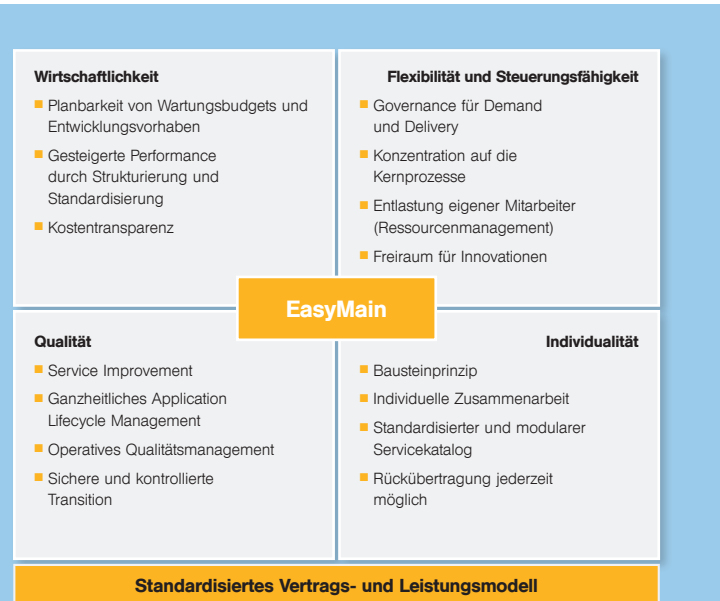 Wirtschaftlichkeit
Planbarkeit von Wartungsbudgets und
Entwicklungsvorhaben
Gesteigerte Performance
durch Strukturierung und
Standardisierung
Kostentransparenz
Flexibilität und Steuerungsfähigkeit
Governance für Demand
und Delivery
Konzentration auf die
Kernprozesse
Entlastung eigener Mitarbeiter
(Ressourcenmanagement)
Freiraum für Innovationen
EasyMain
Qualität
Service Improvement
Ganzheitliches Application
Lifecycle Management
Operatives Qualitätsmanagement
Sichere und kontrollierte
Transition
Individualität
Bausteinprinzip
Individuelle Zusammenarbeit
Standardisierter und modularer
Servicekatalog
Rückübertragung jederzeit
möglich
Standardisiertes Vertrags- und Leistungsmodell